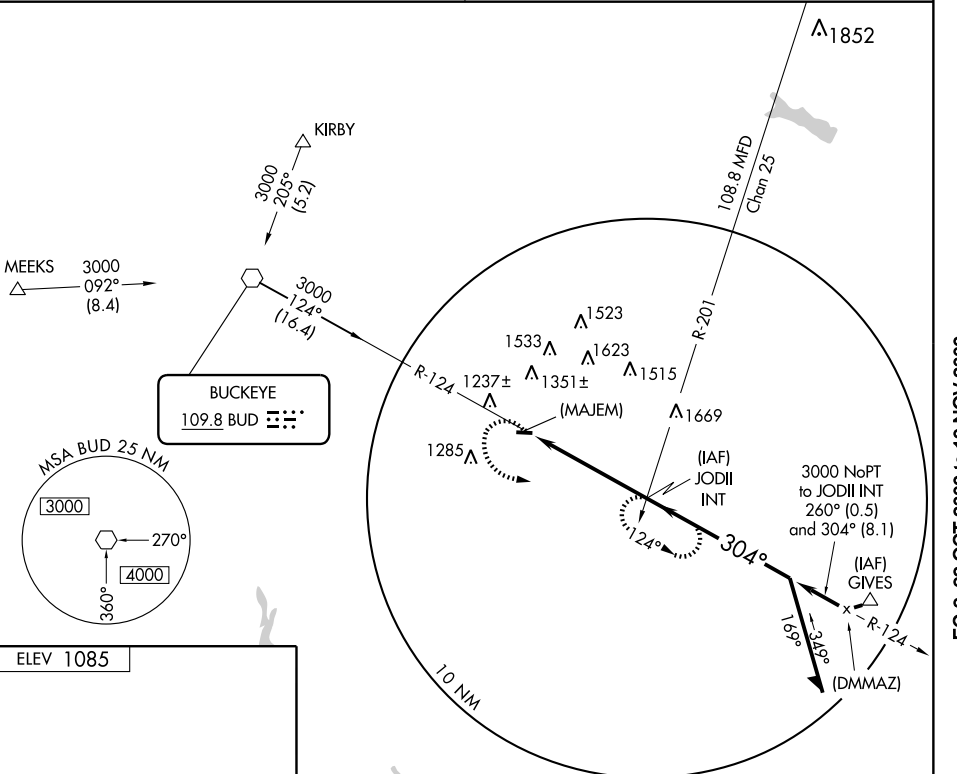 1852
KIRBY
3000
205°
(5.2)
108.8 MFD
Chan 25
MEEKS
3000
092°
(8.4)
3000
124°
(16.4)
R-124
R-201
1523
1533
1623
1515
1351±
1237±
(MAJEM)
1669
1285
BUCKEYE
109.8 BUD
(IAF)
JODII
INT
3000 NoPT
to JODII INT
260° (0.5)
and 304° (8.1)
(IAF)
GIVES
MSA BUD 25 NM
3000
270°
4000
360°
124°
304°
169°
349°
R-124
(DMMAZ)
10 NM
ELEV 1085